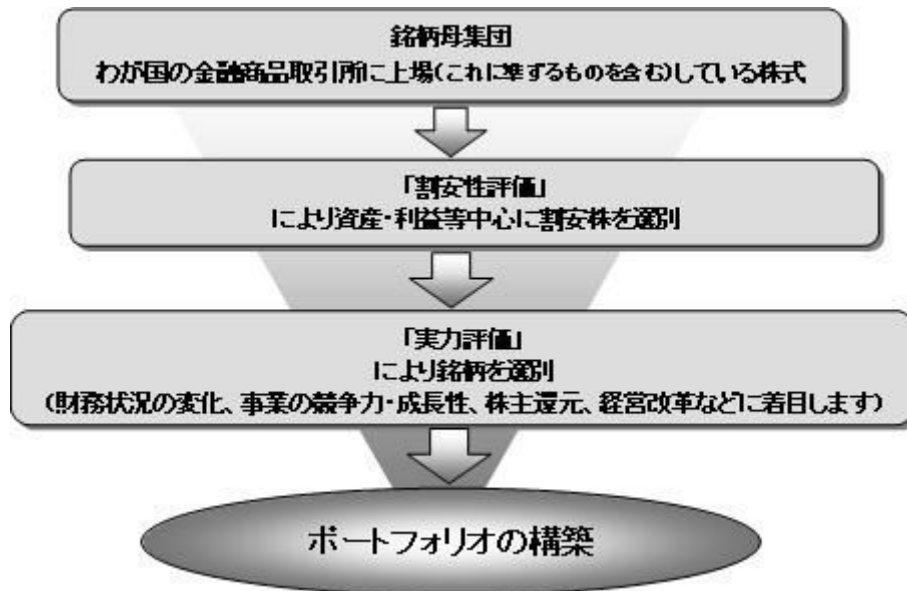 銘柄母集団
わが国の金融商品取引所に上場(これに準ずるものを含む)している株式
「割安性評価」
により資産・利益等中心に割安株を選別
「実力評価」
により銘柄を選別
(財務状況の変化、事業の競争力・成長性、株主還元、経営改革などに着目します)
ポートフォリオの構築